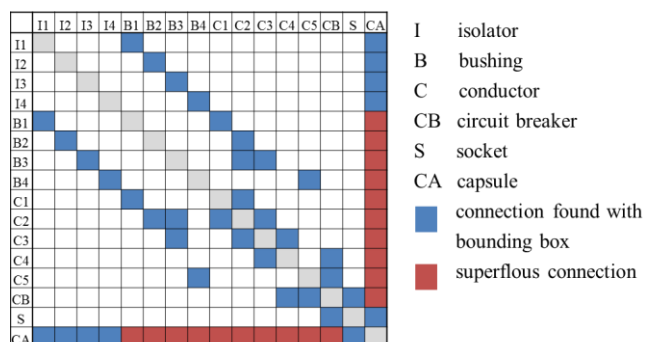 I1 I2 I3 I4 B1 B2 B3 B4 C1 C2 C3 C4 C5 CB S CA
I1
I2
I3
I4
B1
B2
B3
B4
C1
C2
C3
C4
C5
CB
S
CA
I isolator
B bushing
C conductor
CB circuit breaker
S socket
CA capsule
connection found with
bounding box
superflous connection